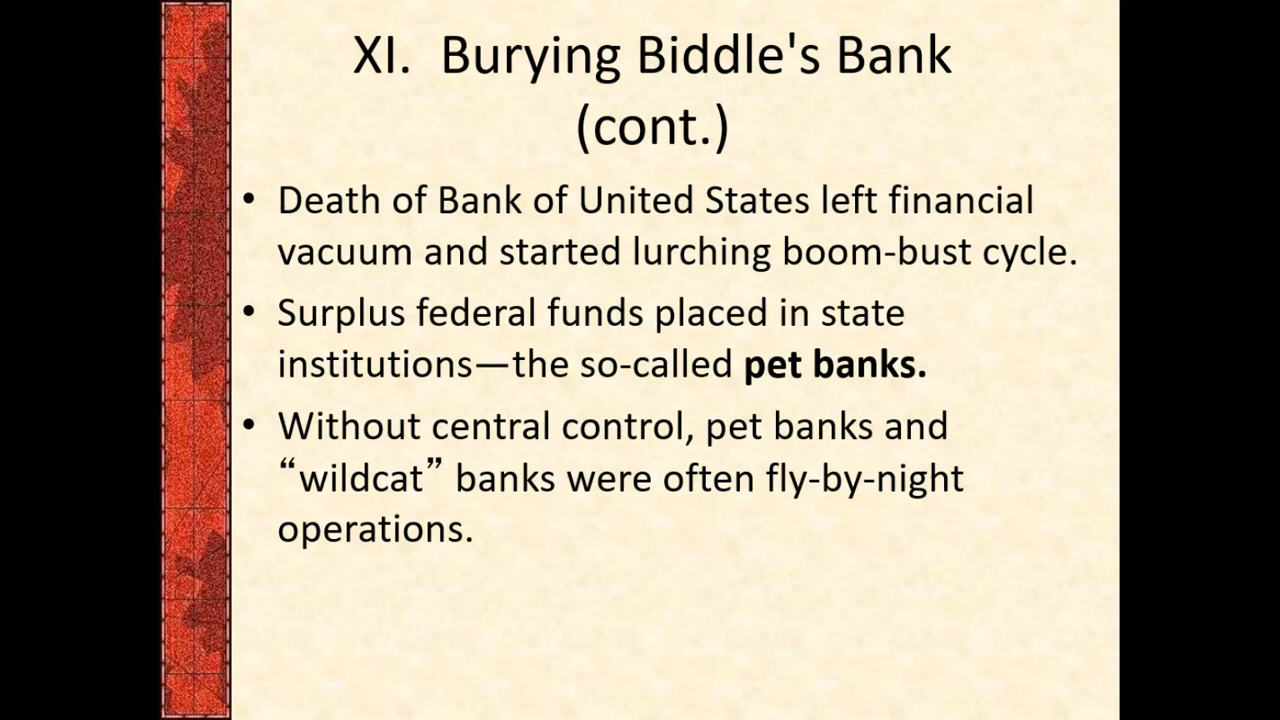 XI.  Burying Biddle's Bank
(cont.)
• Death of Bank of United States left financial
vacuum and started lurching boom-bust cycle.
• Surplus federal funds placed in state
institutions—the so-called pet banks.
• Without central control, pet banks and
“wildcat” banks were often fly-by-night
operations.